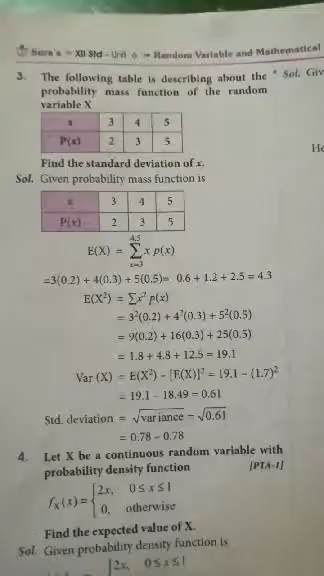 Sura's ~ XII Std - Unit 6 ~ Random Variable and Mathematical
3. The following table is describing about the
probability mass function of the random
variable X
x 3 4 5
P(x) 2 3 5
Find the standard deviation of x.
Sol. Given probability mass function is
x 3 4 5
P(x) 2 3 5
4,5
E(X) = ∑ x p(x)
x=3
=3(0.2) + 4(0.3) + 5(0.5)= 0.6 + 1.2 + 2.5 = 4.3
E(X²) = ∑x² p(x)
= 3²(0.2) + 4²(0.3) + 5²(0.5)
= 9(0.2) + 16(0.3) + 25(0.5)
= 1.8 + 4.8 + 12.5 = 19.1
Var (X) = E(X²) – [E(X)]² = 19.1 – (1.7)²
= 19.1 – 18.49 = 0.61
Std. deviation = √variance = √0.61
= 0.78 – 0.78
4. Let X be a continuous random variable with
probability density function [PTA-1]
fX(x) = { 2x, 0 ≤ x ≤ 1
0, otherwise
Find the expected value of X.
Sol. Given probability density function is
2x, 0 ≤ x ≤ 1
Sol. Giv
He